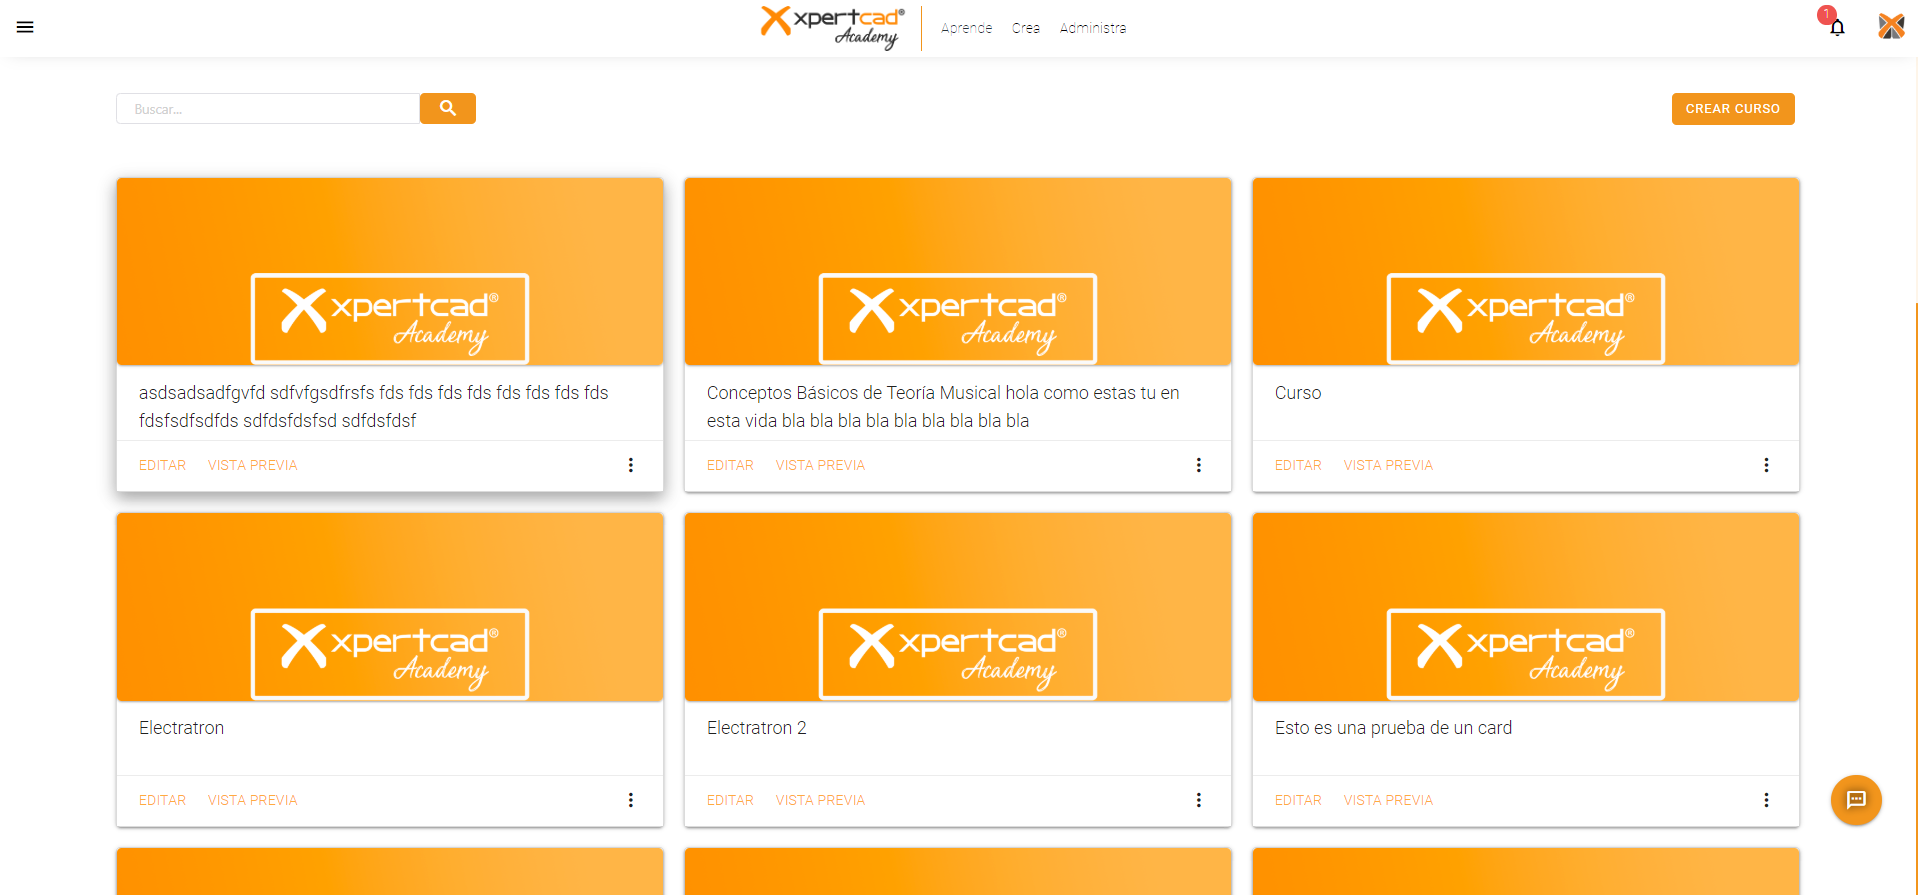 xpertcad®
Academy
Aprende Crea Administra
1
Buscar...
CREAR CURSO
xpertcad®
Academy
xpertcad®
Academy
xpertcad®
Academy
asdsadsadfgvfd sdfvfgsdfrsfs fds fds fds fds fds fds fds fds
fdsfsdfsdfds sdfdsfdsfsd sdfdsfdsf
Conceptos Básicos de Teoría Musical hola como estas tu en
esta vida bla bla bla bla bla bla bla bla bla
Curso
EDITAR VISTA PREVIA
EDITAR VISTA PREVIA
EDITAR VISTA PREVIA
xpertcad®
Academy
xpertcad®
Academy
xpertcad®
Academy
Electratron
Electratron 2
Esto es una prueba de un card
EDITAR VISTA PREVIA
EDITAR VISTA PREVIA
EDITAR VISTA PREVIA